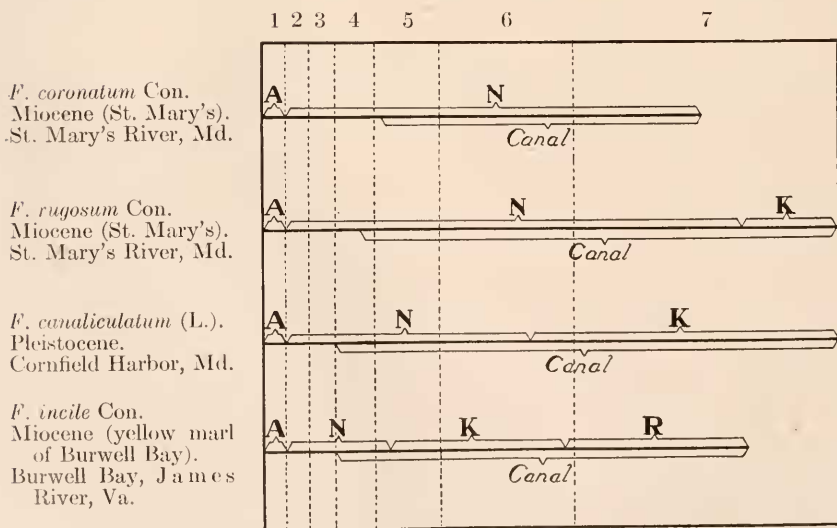 1 2 3 4 5 6 7
F. coronatum Con.
Miocene (St. Mary's).
St. Mary's River, Md.
A N
Canal
F. rugosum Con.
Miocene (St. Mary's).
St. Mary's River, Md.
A N K
Canal
F. canaliculatum (L.).
Pleistocene.
Cornfield Harbor, Md.
A N K
Canal
F. incile Con.
Miocene (yellow marl
of Burwell Bay).
Burwell Bay, James
River, Va.
A N K R
Canal